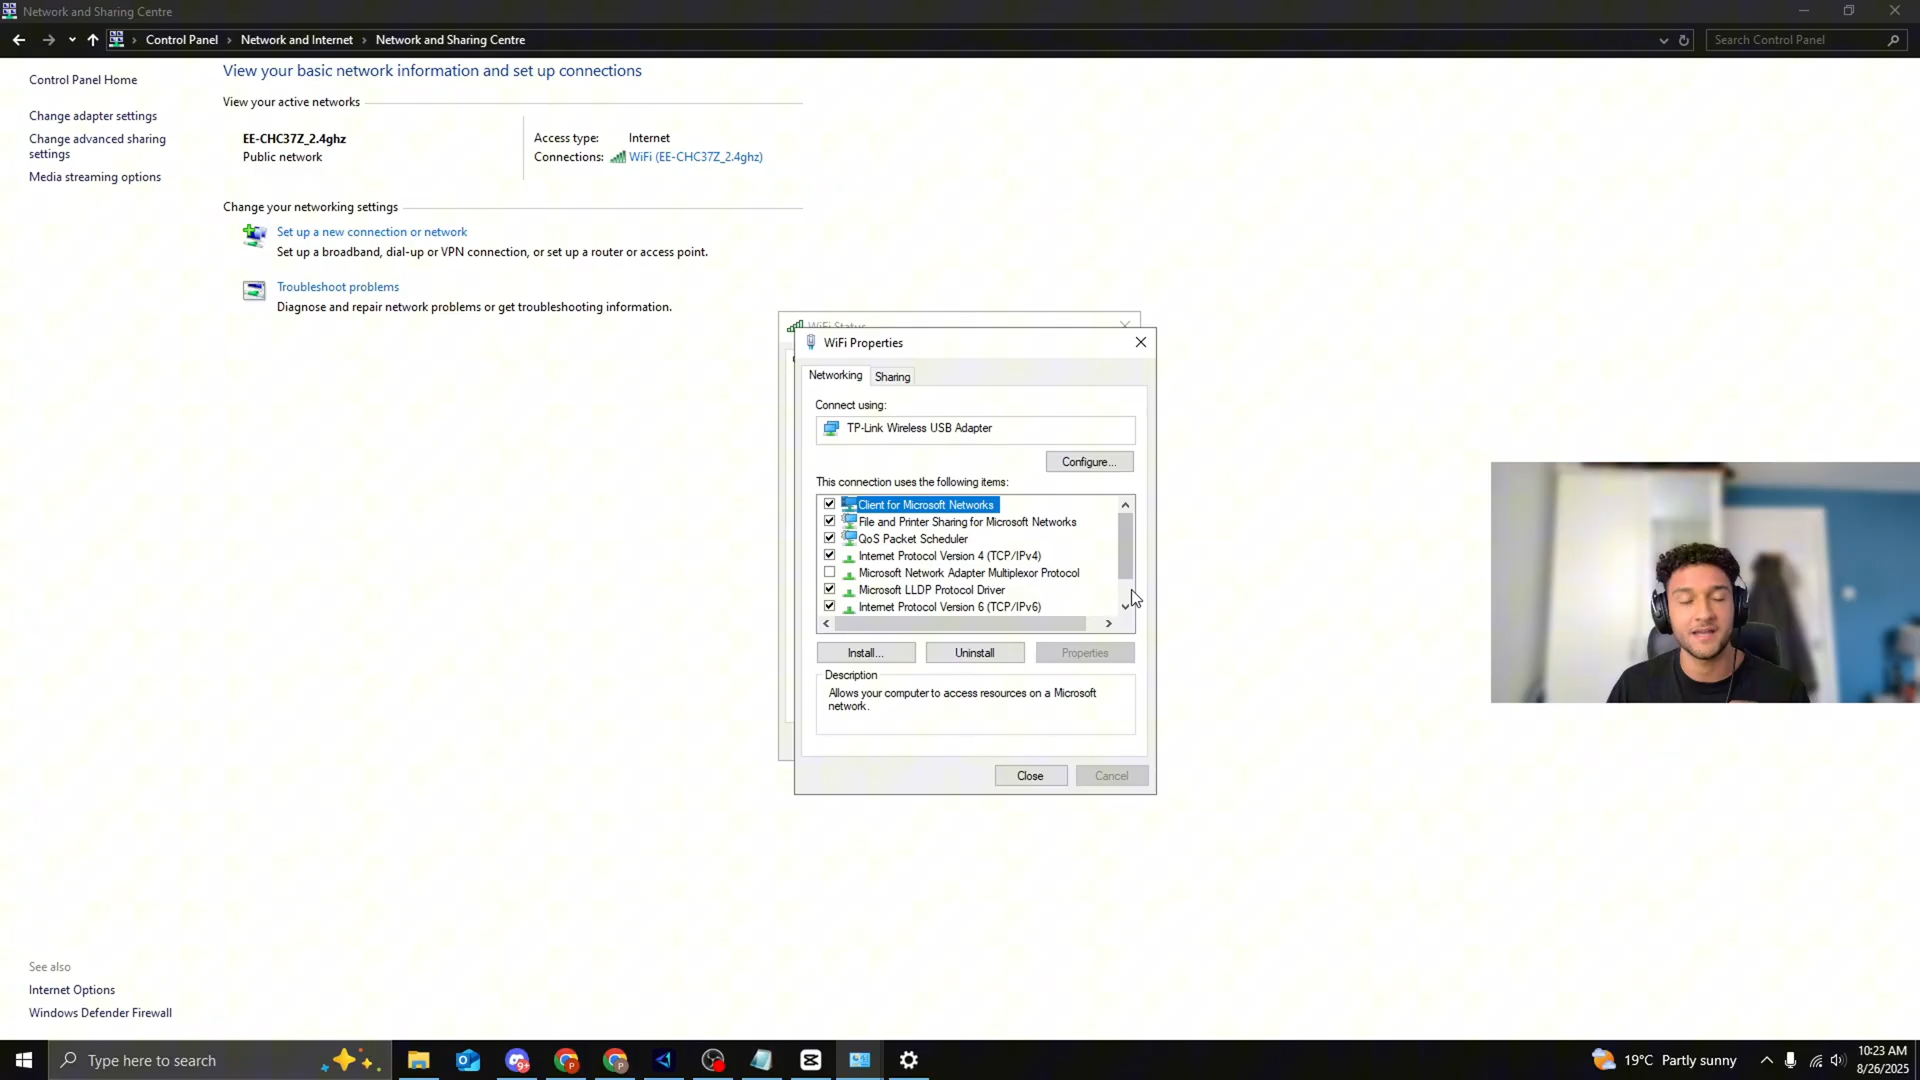 Network and Sharing Centre
Control Panel
Network and Internet
Network and Sharing Centre
Search Control Panel
Control Panel Home
Change adapter settings
Change advanced sharing
settings
Media streaming options
View your basic network information and set up connections
View your active networks
EE-CHC37Z_2.4ghz
Public network
Access type: Internet
Connections: WiFi (EE-CHC37Z_2.4ghz)
Change your networking settings
Set up a new connection or network
Set up a broadband, dial-up or VPN connection, or set up a router or access point.
Troubleshoot problems
Diagnose and repair network problems or get troubleshooting information.
WiFi Status
WiFi Properties
Networking
Sharing
Connect using:
TP-Link Wireless USB Adapter
Configure...
This connection uses the following items:
Client for Microsoft Networks
File and Printer Sharing for Microsoft Networks
QoS Packet Scheduler
Internet Protocol Version 4 (TCP/IPv4)
Microsoft Network Adapter Multiplexor Protocol
Microsoft LLDP Protocol Driver
Internet Protocol Version 6 (TCP/IPv6)
Install...
Uninstall
Properties
Description
Allows your computer to access resources on a Microsoft
network.
Close
Cancel
See also
Internet Options
Windows Defender Firewall
Type here to search
9+
19°C Partly sunny
10:23 AM
8/26/2025